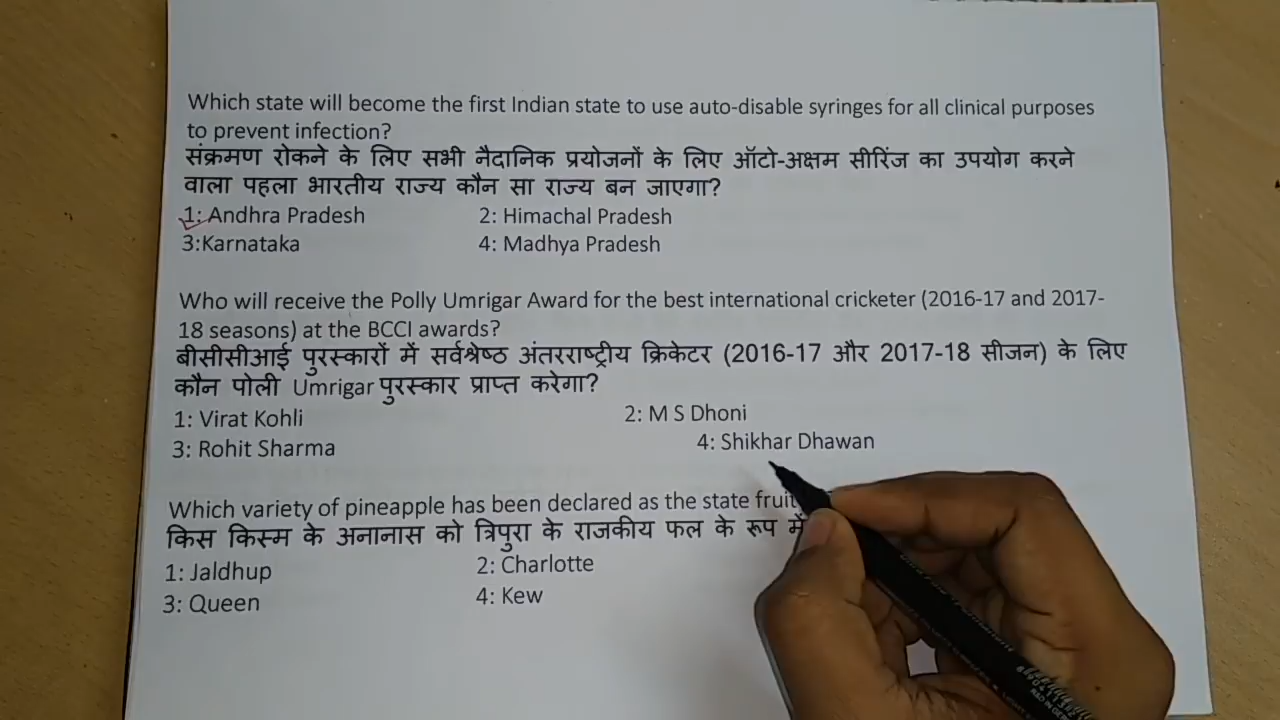 Which state will become the first Indian state to use auto-disable syringes for all clinical purposes
to prevent infection?
संक्रमण रोकने के लिए सभी नैदानिक प्रयोजनों के लिए ऑटो-अक्षम सीरिंज का उपयोग करने
वाला पहला भारतीय राज्य कौन सा राज्य बन जाएगा?
1: Andhra Pradesh 2: Himachal Pradesh
3:Karnataka 4: Madhya Pradesh
Who will receive the Polly Umrigar Award for the best international cricketer (2016-17 and 2017-
18 seasons) at the BCCI awards?
बीसीसीआई पुरस्कारों में सर्वश्रेष्ठ अंतरराष्ट्रीय क्रिकेटर (2016-17 और 2017-18 सीजन) के लिए
कौन पोली Umrigar पुरस्कार प्राप्त करेगा?
1: Virat Kohli 2: M S Dhoni
3: Rohit Sharma 4: Shikhar Dhawan
Which variety of pineapple has been declared as the state fruit
किस किस्म के अनानास को त्रिपुरा के राजकीय फल के रूप में
1: Jaldhup 2: Charlotte
3: Queen 4: Kew